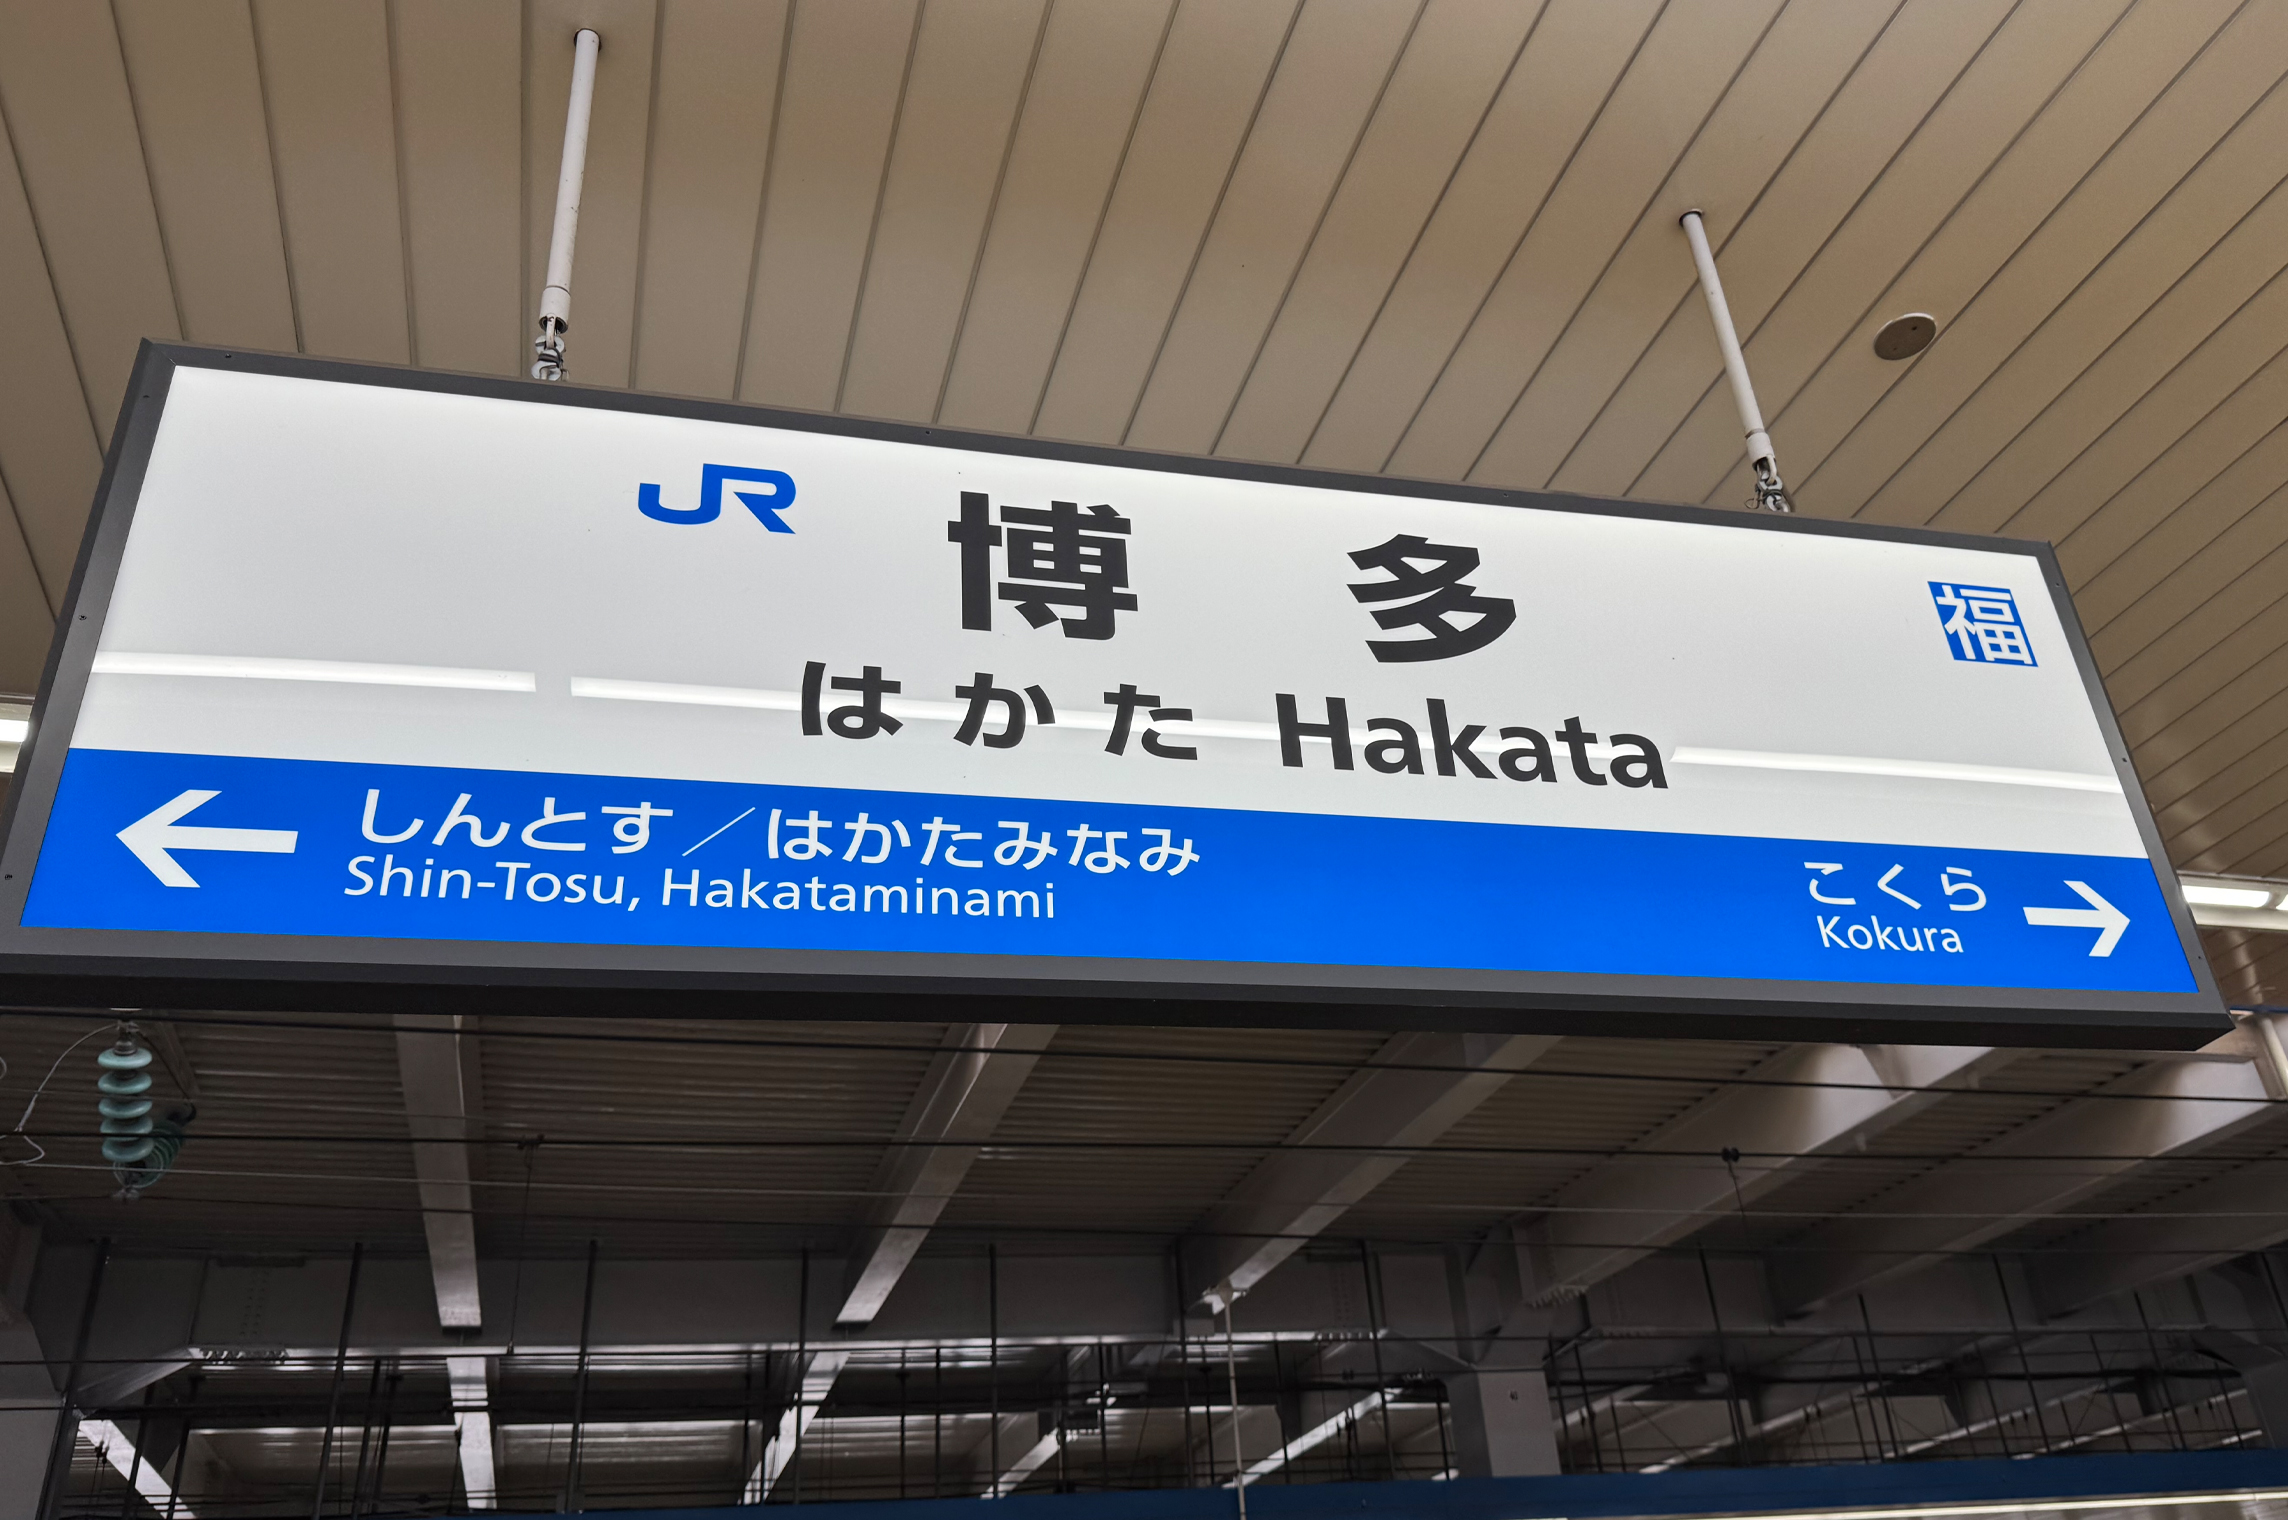 JR
博多
福
はかた Hakata
しんとす／はかたみなみ
Shin-Tosu, Hakataminami
こくら
Kokura